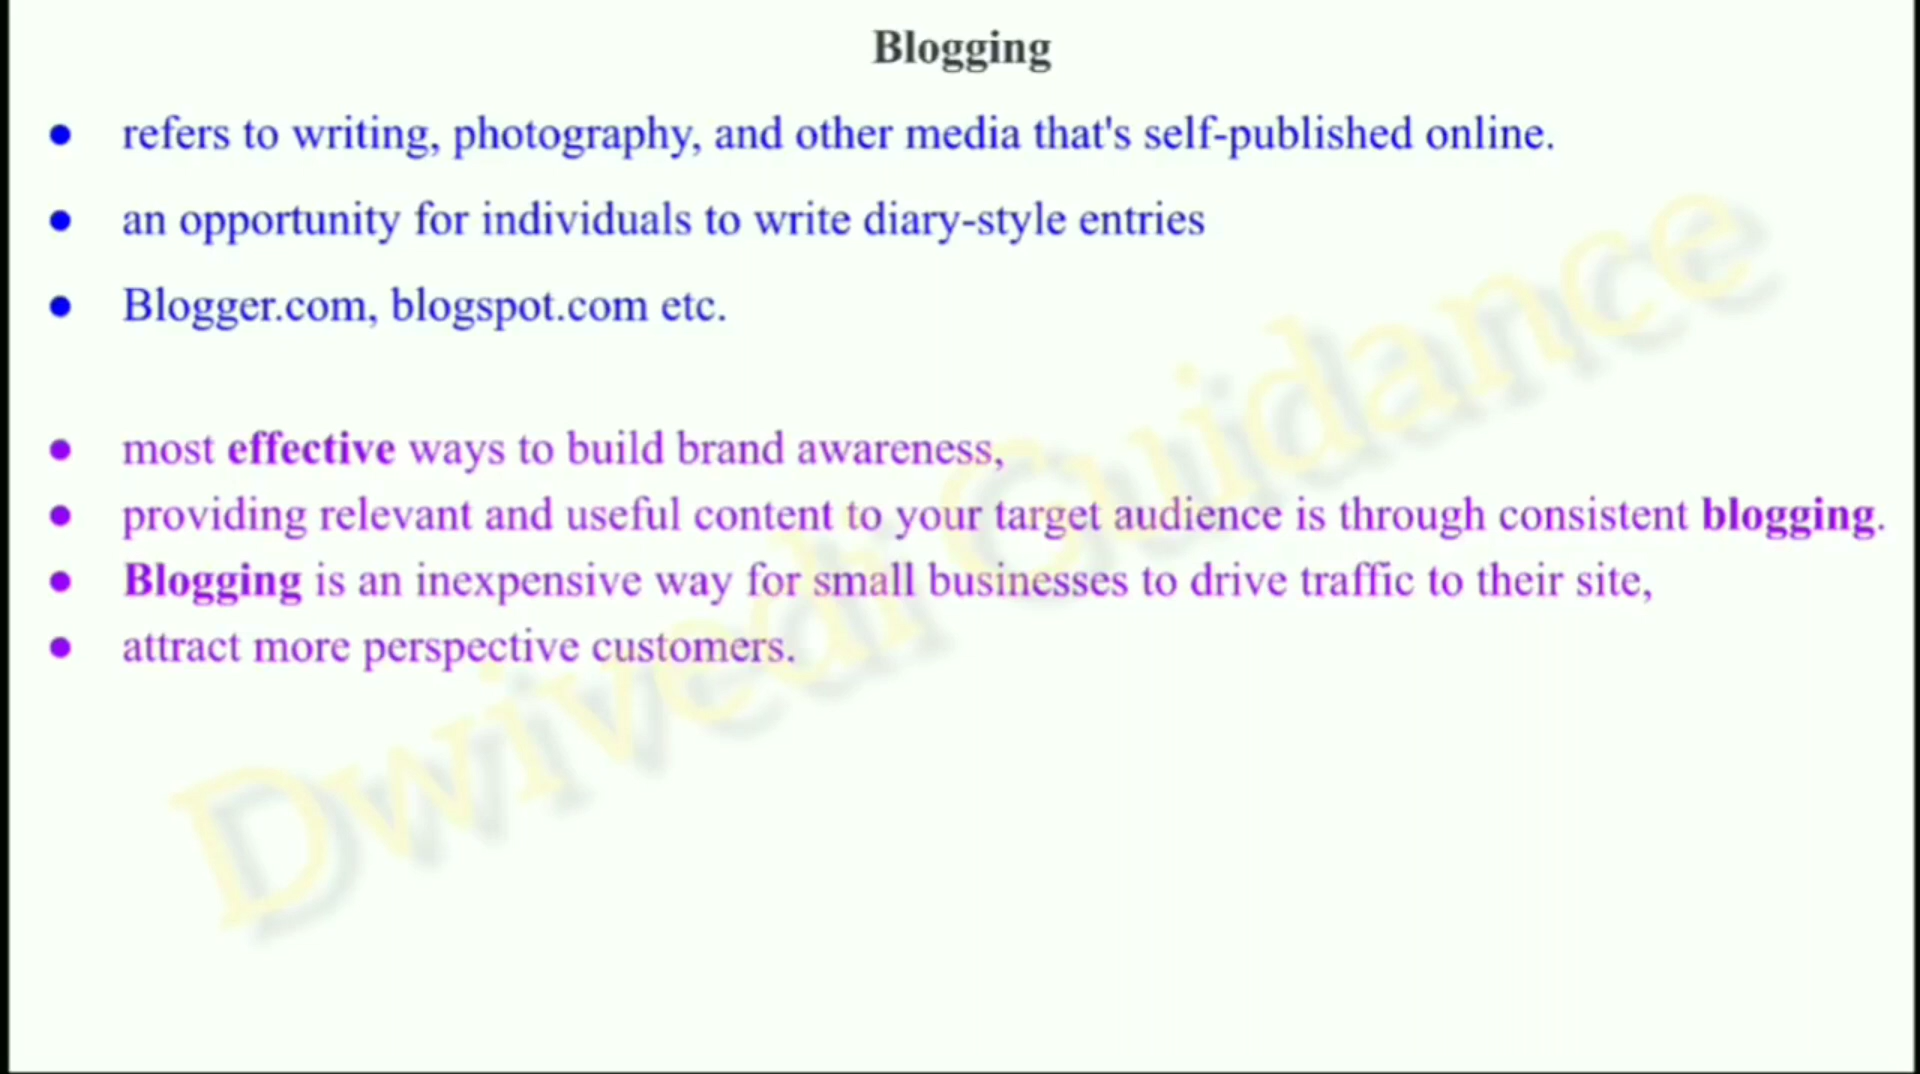 Blogging
● refers to writing, photography, and other media that's self-published online.
● an opportunity for individuals to write diary-style entries
● Blogger.com, blogspot.com etc.
● most effective ways to build brand awareness,
● providing relevant and useful content to your target audience is through consistent blogging.
● Blogging is an inexpensive way for small businesses to drive traffic to their site,
● attract more perspective customers.
Dwivedi Guidance